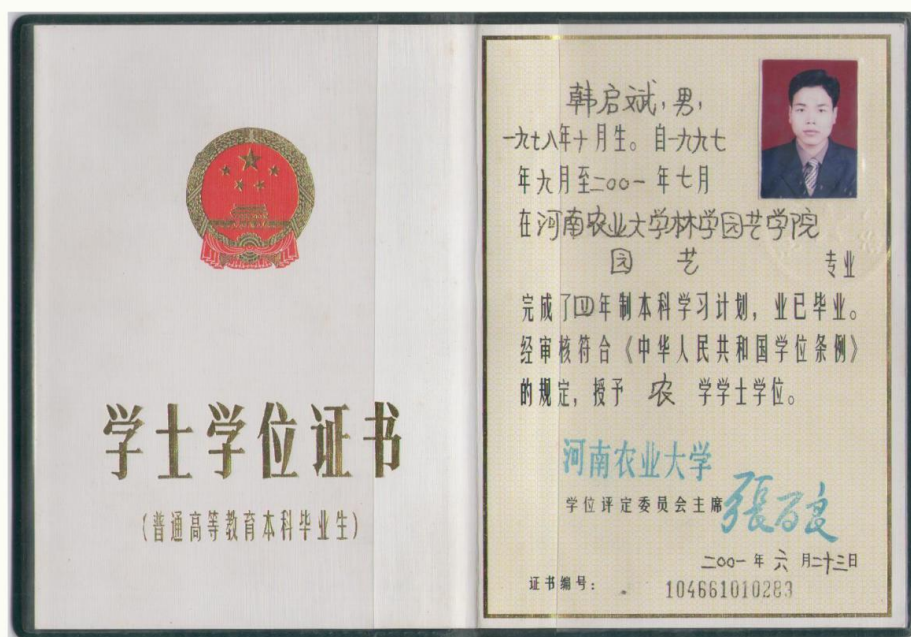 学士学位证书
(普通高等教育本科毕业生)
韩启斌,男,
一九七八年十月生。自一九九七
年九月至二〇〇一年七月
在河南农业大学林学园艺学院
园艺 专业
完成了四年制本科学习计划,业已毕业。
经审核符合《中华人民共和国学位条例》
的规定,授予 农 学学士学位。
河南农业大学
学位评定委员会主席 張百良
二〇〇一年六月二十三日
证书编号: 104661010283